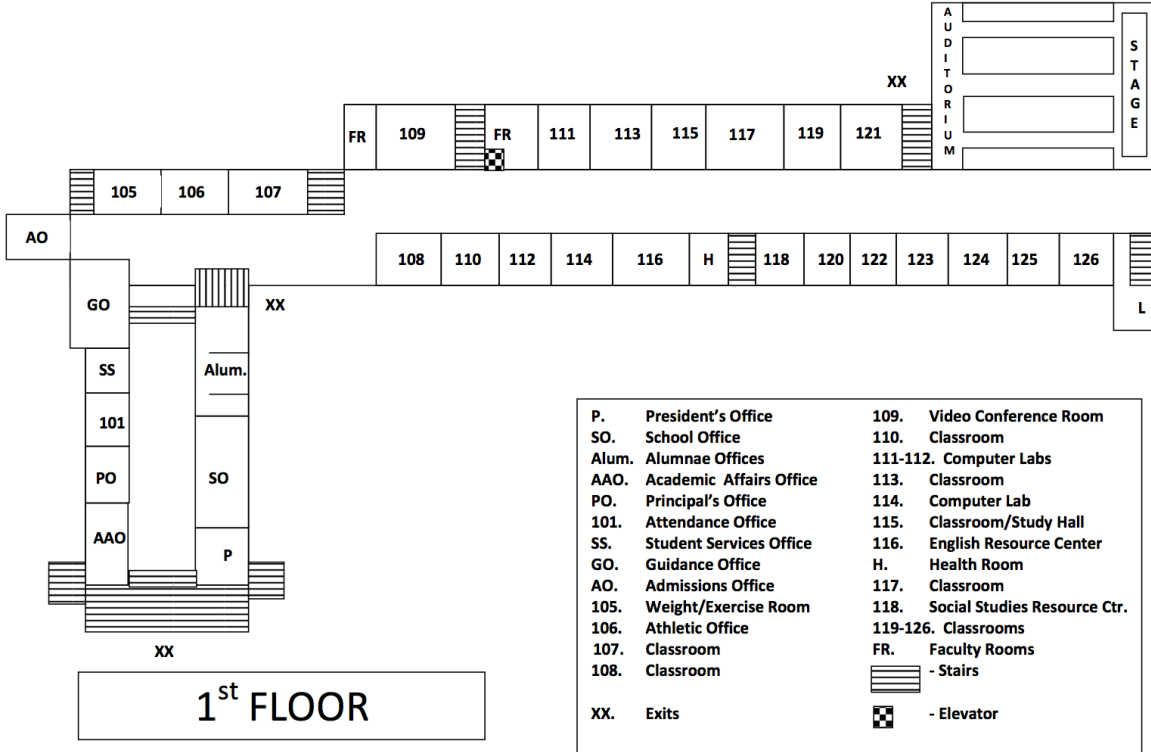 AUDITORIUM
STAGE
XX
FR 109 FR 111 113 115 117 119 121
105 106 107
AO
108 110 112 114 116 H 118 120 122 123 124 125 126
GO
XX
L
SS
Alum.
101
PO
SO
AAO
P
XX
1st FLOOR
P. President's Office
SO. School Office
Alum. Alumnae Offices
AAO. Academic Affairs Office
PO. Principal's Office
101. Attendance Office
SS. Student Services Office
GO. Guidance Office
AO. Admissions Office
105. Weight/Exercise Room
106. Athletic Office
107. Classroom
108. Classroom
XX. Exits
109. Video Conference Room
110. Classroom
111-112. Computer Labs
113. Classroom
114. Computer Lab
115. Classroom/Study Hall
116. English Resource Center
H. Health Room
117. Classroom
118. Social Studies Resource Ctr.
119-126. Classrooms
FR. Faculty Rooms
- Stairs
- Elevator